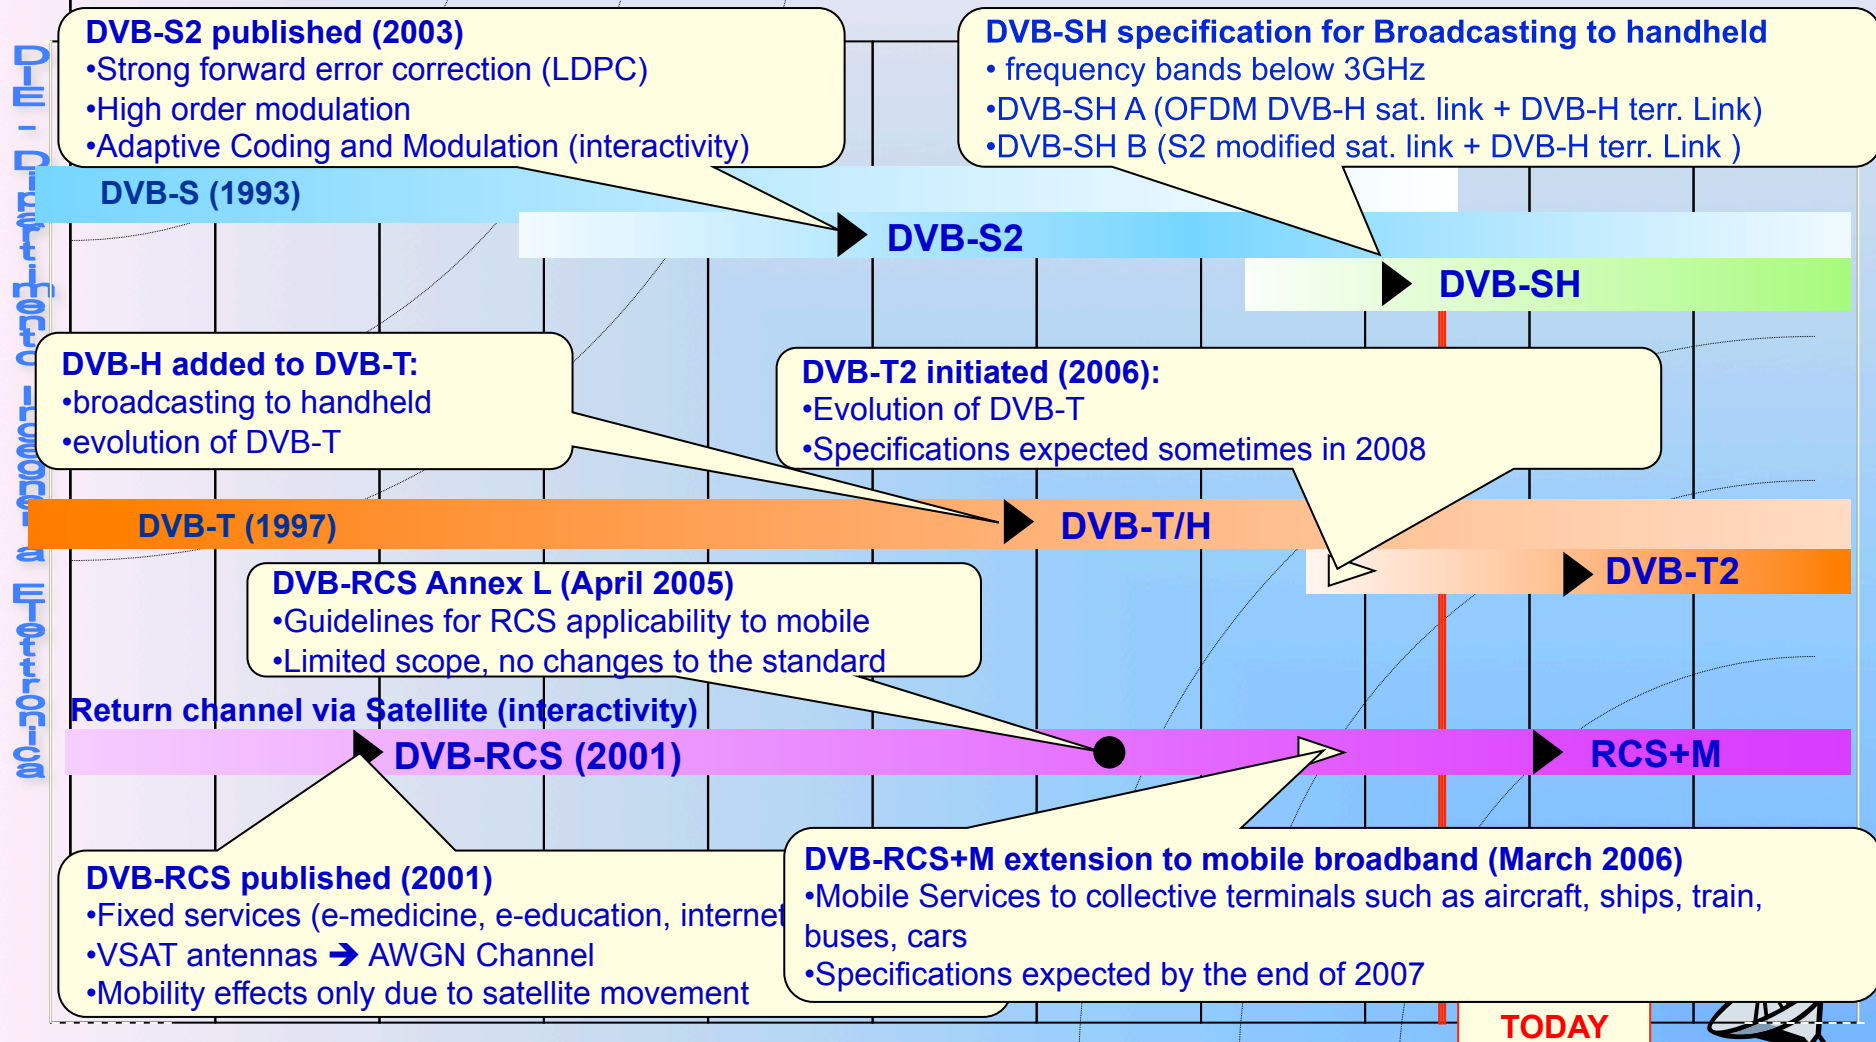 DVB-S2 published (2003)
•Strong forward error correction (LDPC)
•High order modulation
•Adaptive Coding and Modulation (interactivity)
DVB-SH specification for Broadcasting to handheld
• frequency bands below 3GHz
•DVB-SH A (OFDM DVB-H sat. link + DVB-H terr. Link)
•DVB-SH B (S2 modified sat. link + DVB-H terr. Link )
DVB-S (1993)
DVB-S2
DVB-SH
DVB-H added to DVB-T:
•broadcasting to handheld
•evolution of DVB-T
DVB-T2 initiated (2006):
•Evolution of DVB-T
•Specifications expected sometimes in 2008
DVB-T (1997)
DVB-T/H
DVB-T2
DVB-RCS Annex L (April 2005)
•Guidelines for RCS applicability to mobile
•Limited scope, no changes to the standard
Return channel via Satellite (interactivity)
DVB-RCS (2001)
RCS+M
DVB-RCS published (2001)
•Fixed services (e-medicine, e-education, internet
•VSAT antennas ➔ AWGN Channel
•Mobility effects only due to satellite movement
DVB-RCS+M extension to mobile broadband (March 2006)
•Mobile Services to collective terminals such as aircraft, ships, train,
buses, cars
•Specifications expected by the end of 2007
TODAY